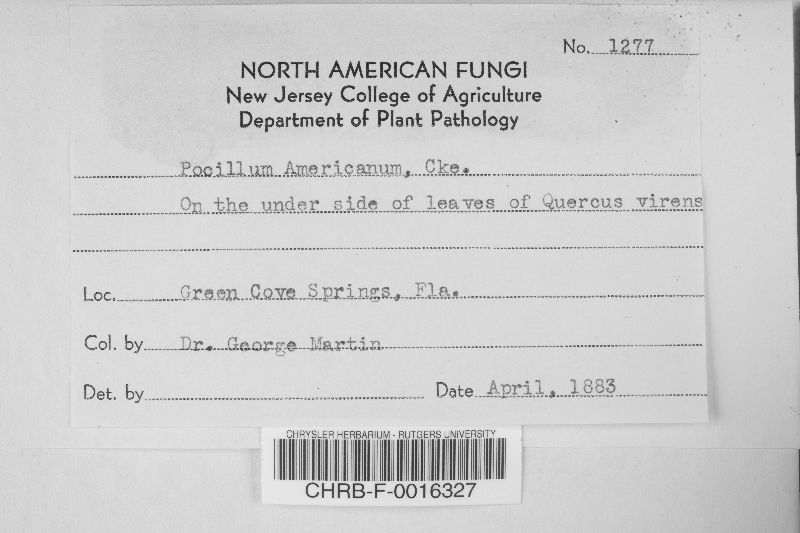 No. 1277
NORTH AMERICAN FUNGI
New Jersey College of Agriculture
Department of Plant Pathology
Pocillum Americanum, Cke.
On the under side of leaves of Quercus virens
Loc. Green Cove Springs, Fla.
Col. by Dr. George Martin
Det. by Date April, 1883
CHRYSLER HERBARIUM - RUTGERS UNIVERSITY
CHRB-F-0016327